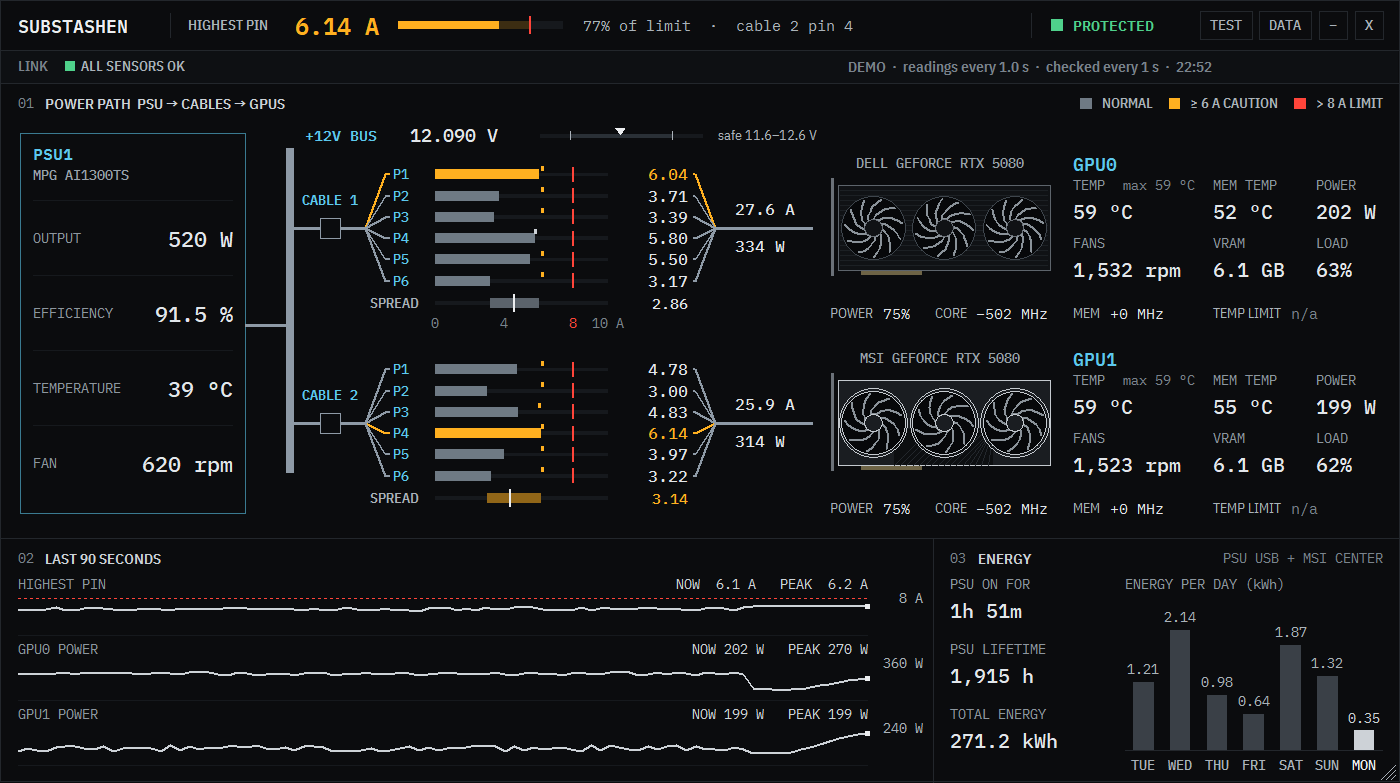 SUBSTASHEN HIGHEST PIN 6.14 A 77% of limit · cable 2 pin 4 PROTECTED TEST DATA − X
LINK ALL SENSORS OK DEMO · readings every 1.0 s · checked every 1 s · 22:52
01 POWER PATH PSU → CABLES → GPUS NORMAL ≥ 6 A CAUTION > 8 A LIMIT
PSU1
MPG AI1300TS
OUTPUT 520 W
EFFICIENCY 91.5 %
TEMPERATURE 39 °C
FAN 620 rpm
+12V BUS 12.090 V safe 11.6–12.6 V
CABLE 1
P1 6.04
P2 3.71
P3 3.39
P4 5.80
P5 5.50
P6 3.17
SPREAD 2.86
0 4 8 10 A
27.6 A
334 W
CABLE 2
P1 4.78
P2 3.00
P3 4.83
P4 6.14
P5 3.97
P6 3.22
SPREAD 3.14
25.9 A
314 W
DELL GEFORCE RTX 5080
GPU0
TEMP max 59 °C MEM TEMP POWER
59 °C 52 °C 202 W
FANS VRAM LOAD
1,532 rpm 6.1 GB 63%
POWER 75% CORE −502 MHz MEM +0 MHz TEMP LIMIT n/a
MSI GEFORCE RTX 5080
GPU1
TEMP max 59 °C MEM TEMP POWER
59 °C 55 °C 199 W
FANS VRAM LOAD
1,523 rpm 6.1 GB 62%
POWER 75% CORE −502 MHz MEM +0 MHz TEMP LIMIT n/a
02 LAST 90 SECONDS
HIGHEST PIN NOW 6.1 A PEAK 6.2 A
8 A
GPU0 POWER NOW 202 W PEAK 270 W
360 W
GPU1 POWER NOW 199 W PEAK 199 W
240 W
03 ENERGY PSU USB + MSI CENTER
PSU ON FOR
1h 51m
PSU LIFETIME
1,915 h
TOTAL ENERGY
271.2 kWh
ENERGY PER DAY (kWh)
1.21 2.14 0.98 0.64 1.87 1.32 0.35
TUE WED THU FRI SAT SUN MON